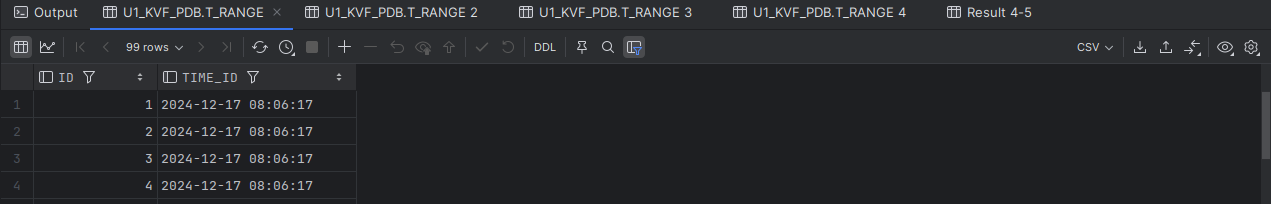 Output U1_KVF_PDB.T_RANGE U1_KVF_PDB.T_RANGE 2 U1_KVF_PDB.T_RANGE 3 U1_KVF_PDB.T_RANGE 4 Result 4-5
99 rows DDL CSV
ID TIME_ID
1 1 2024-12-17 08:06:17
2 2 2024-12-17 08:06:17
3 3 2024-12-17 08:06:17
4 4 2024-12-17 08:06:17